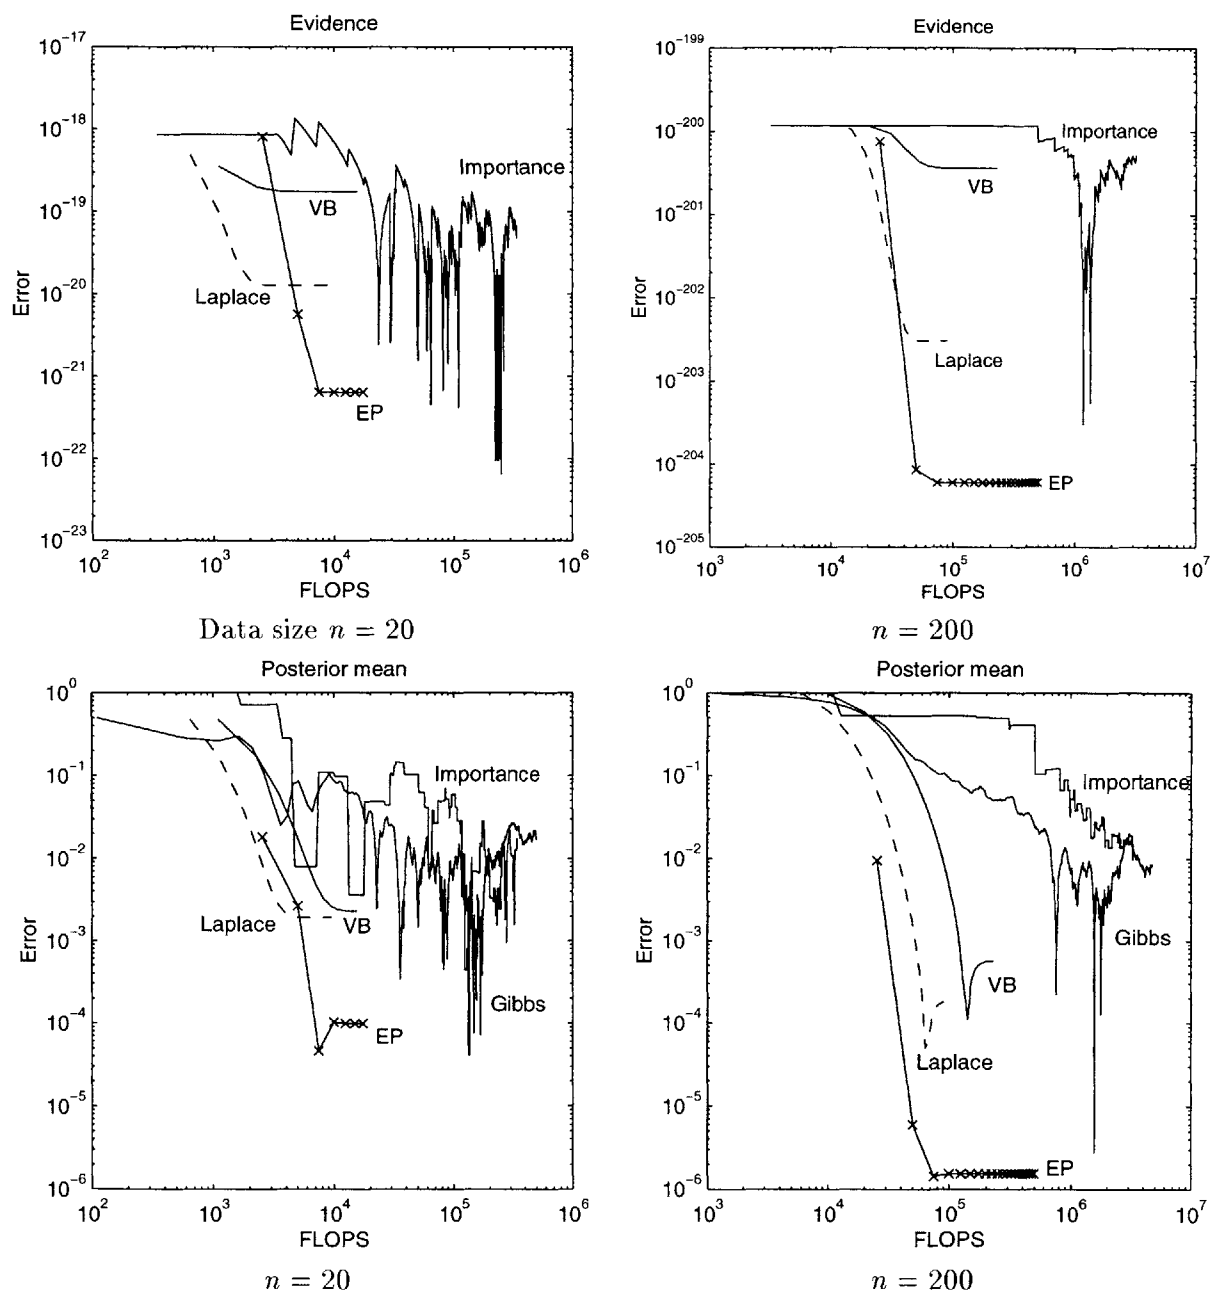 Evidence
10^-17
10^-18
10^-19
10^-20
10^-21
10^-22
10^-23
Error
Importance
VB
Laplace
EP
10^2 10^3 10^4 10^5 10^6
FLOPS
Data size n = 20
Evidence
10^-199
10^-200
10^-201
10^-202
10^-203
10^-204
10^-205
Error
Importance
VB
Laplace
EP
10^3 10^4 10^5 10^6 10^7
FLOPS
n = 200
Posterior mean
10^0
10^-1
10^-2
10^-3
10^-4
10^-5
10^-6
Error
Importance
Laplace
VB
Gibbs
EP
10^2 10^3 10^4 10^5 10^6
FLOPS
n = 20
Posterior mean
10^0
10^-1
10^-2
10^-3
10^-4
10^-5
10^-6
Error
Importance
Gibbs
VB
Laplace
EP
10^3 10^4 10^5 10^6 10^7
FLOPS
n = 200